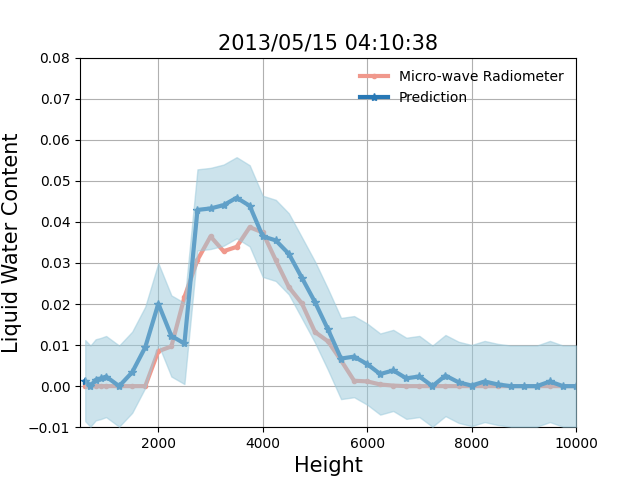 2013/05/15 04:10:38
0.08
0.07
0.06
0.05
0.04
0.03
0.02
0.01
0.00
−0.01
Liquid Water Content
Micro-wave Radiometer
Prediction
2000 4000 6000 8000 10000
Height